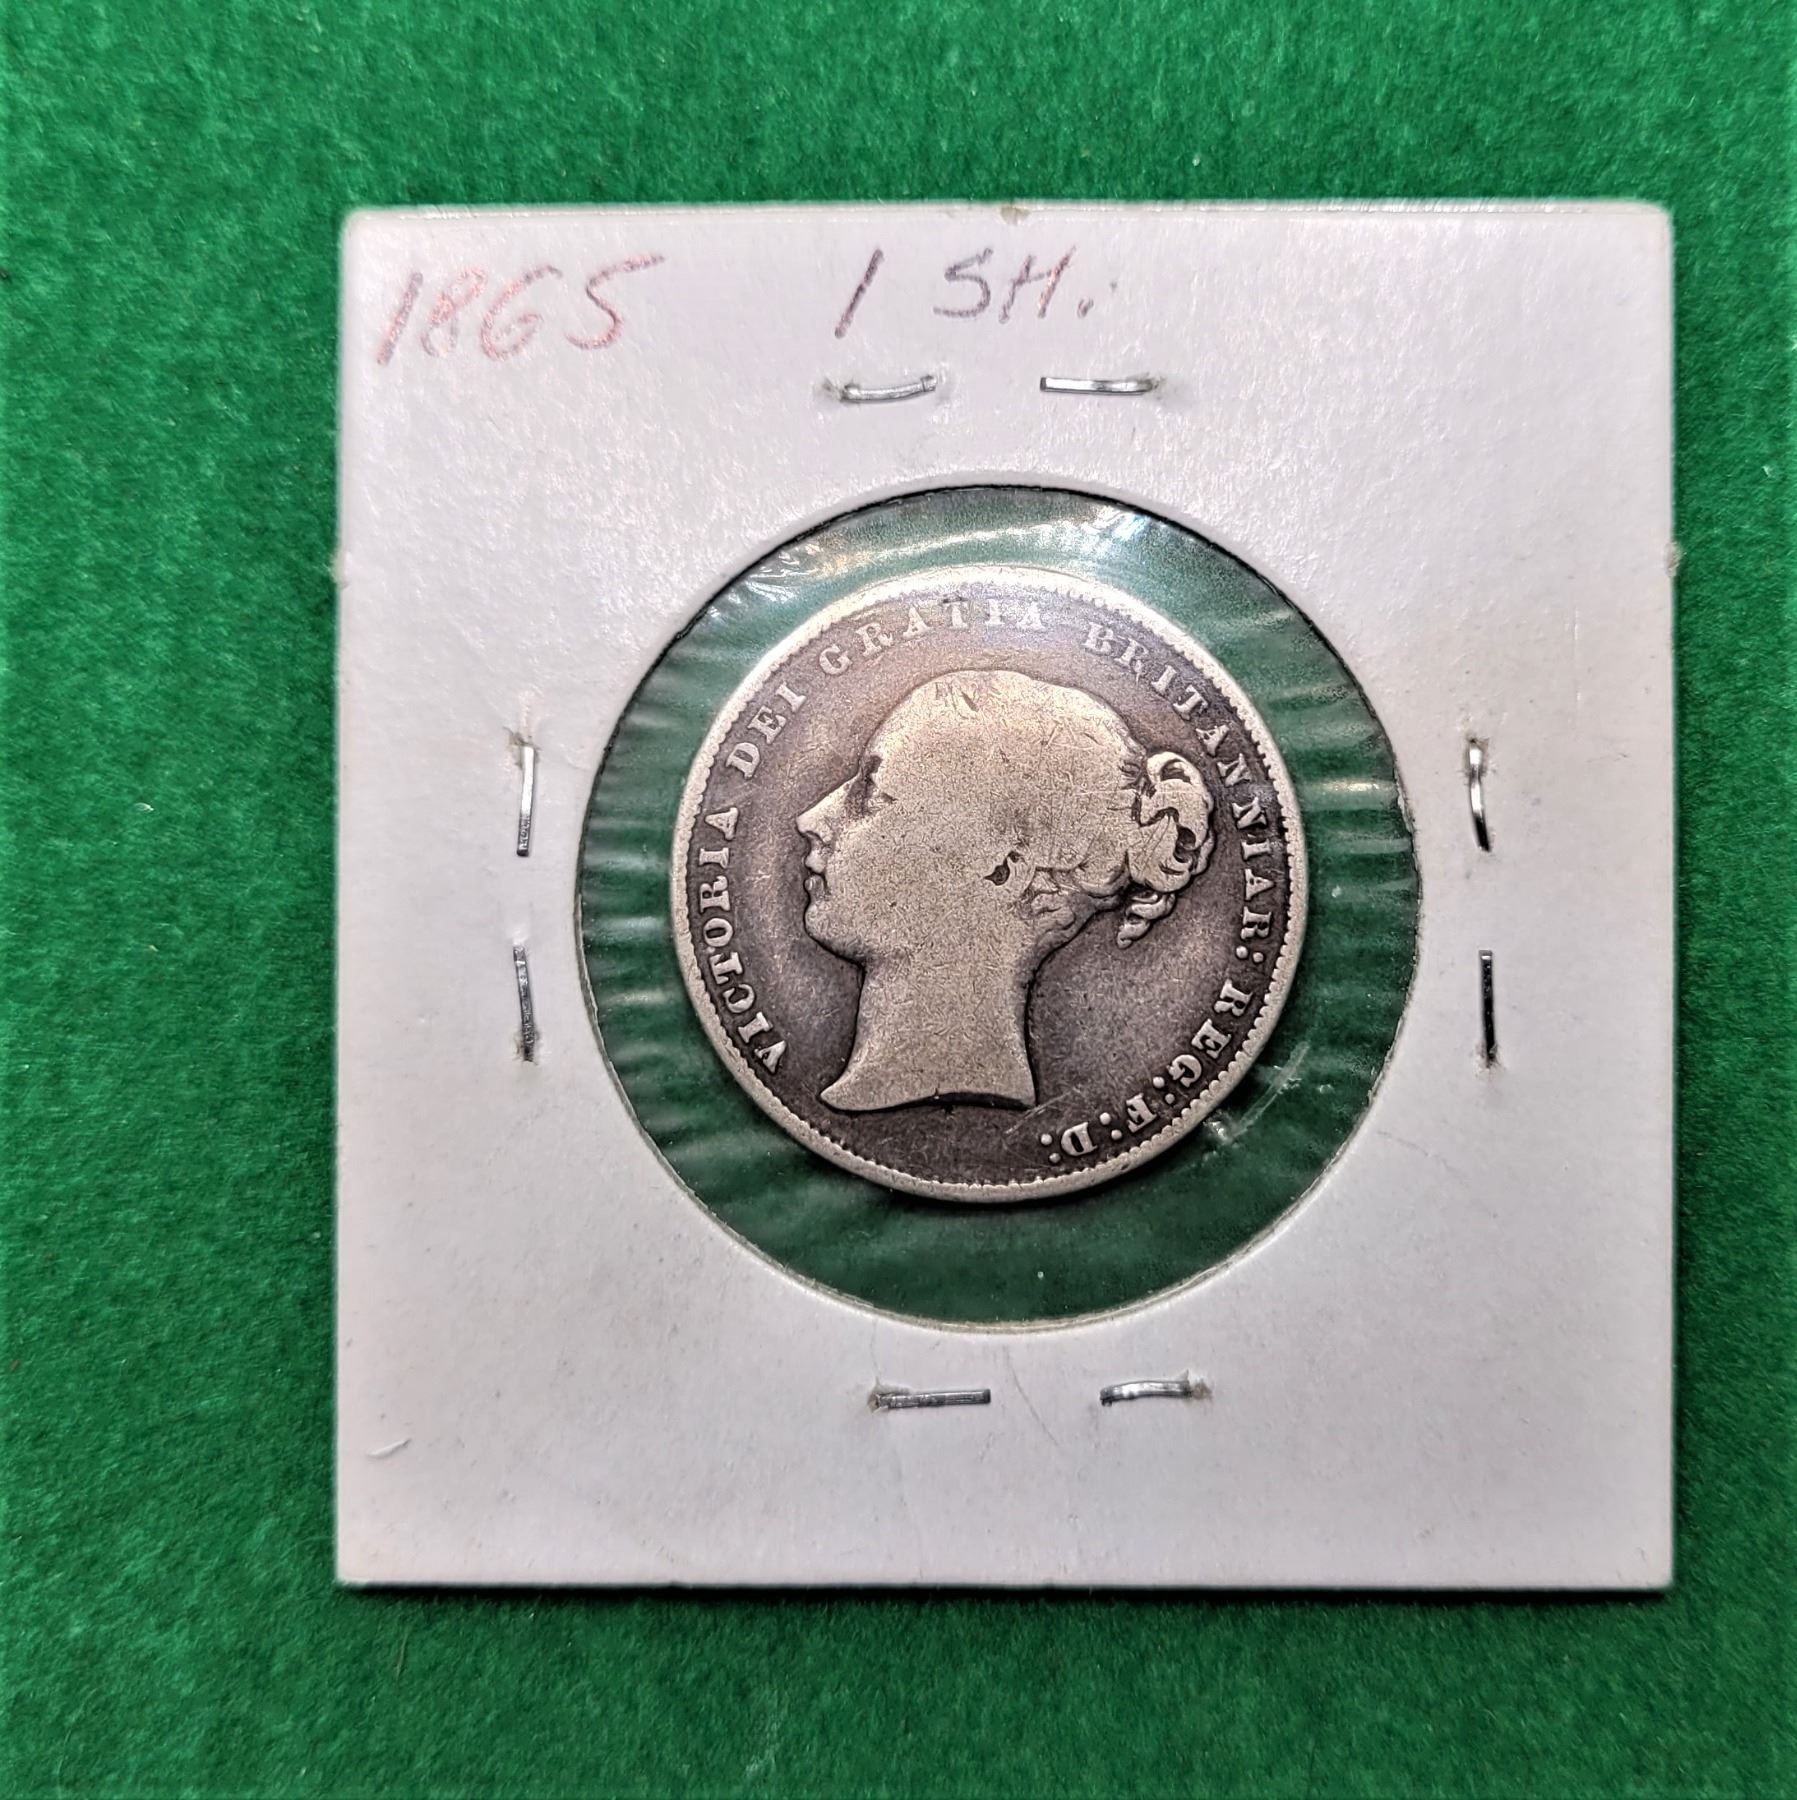 1865 1 SH.
VICTORIA DEI GRATIA BRITANNIAR: REG: F: D: